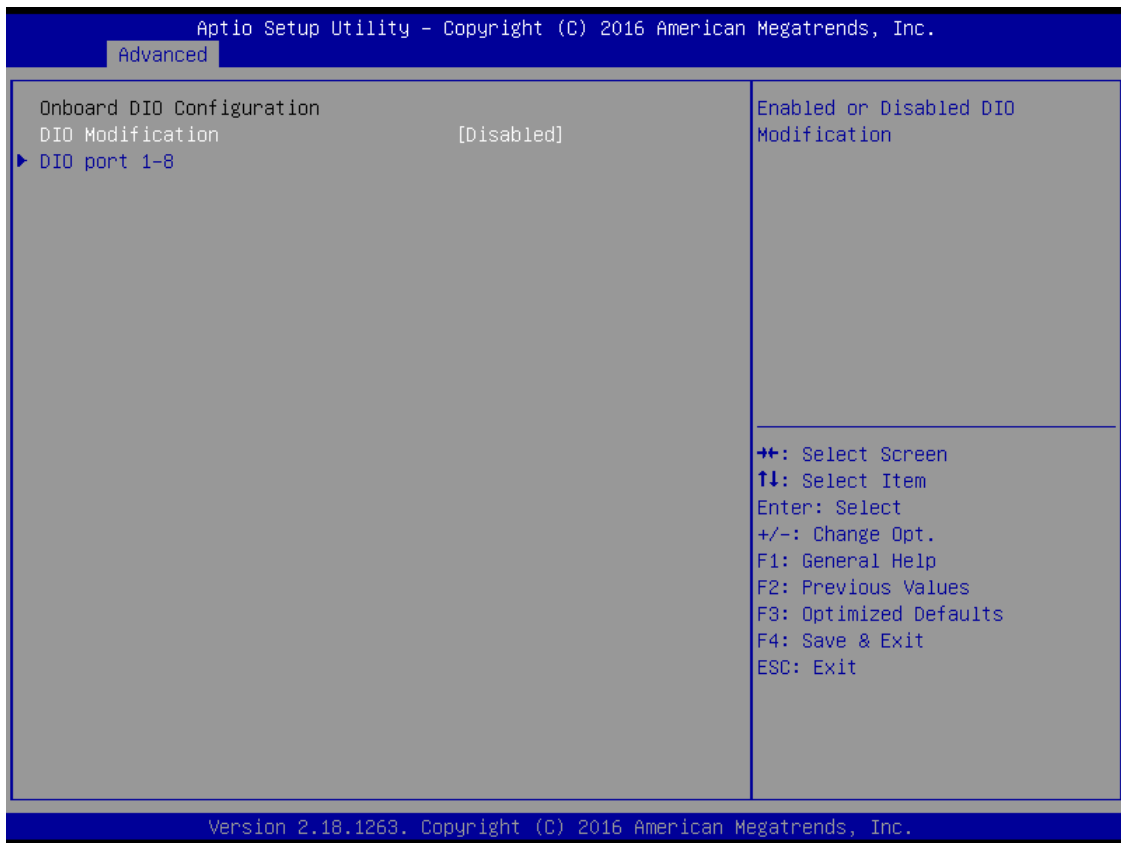 Aptio Setup Utility – Copyright (C) 2016 American Megatrends, Inc.
Advanced
Onboard DIO Configuration
DIO Modification [Disabled]
▶ DIO port 1-8
Enabled or Disabled DIO
Modification
→←: Select Screen
↑↓: Select Item
Enter: Select
+/-: Change Opt.
F1: General Help
F2: Previous Values
F3: Optimized Defaults
F4: Save & Exit
ESC: Exit
Version 2.18.1263. Copyright (C) 2016 American Megatrends, Inc.